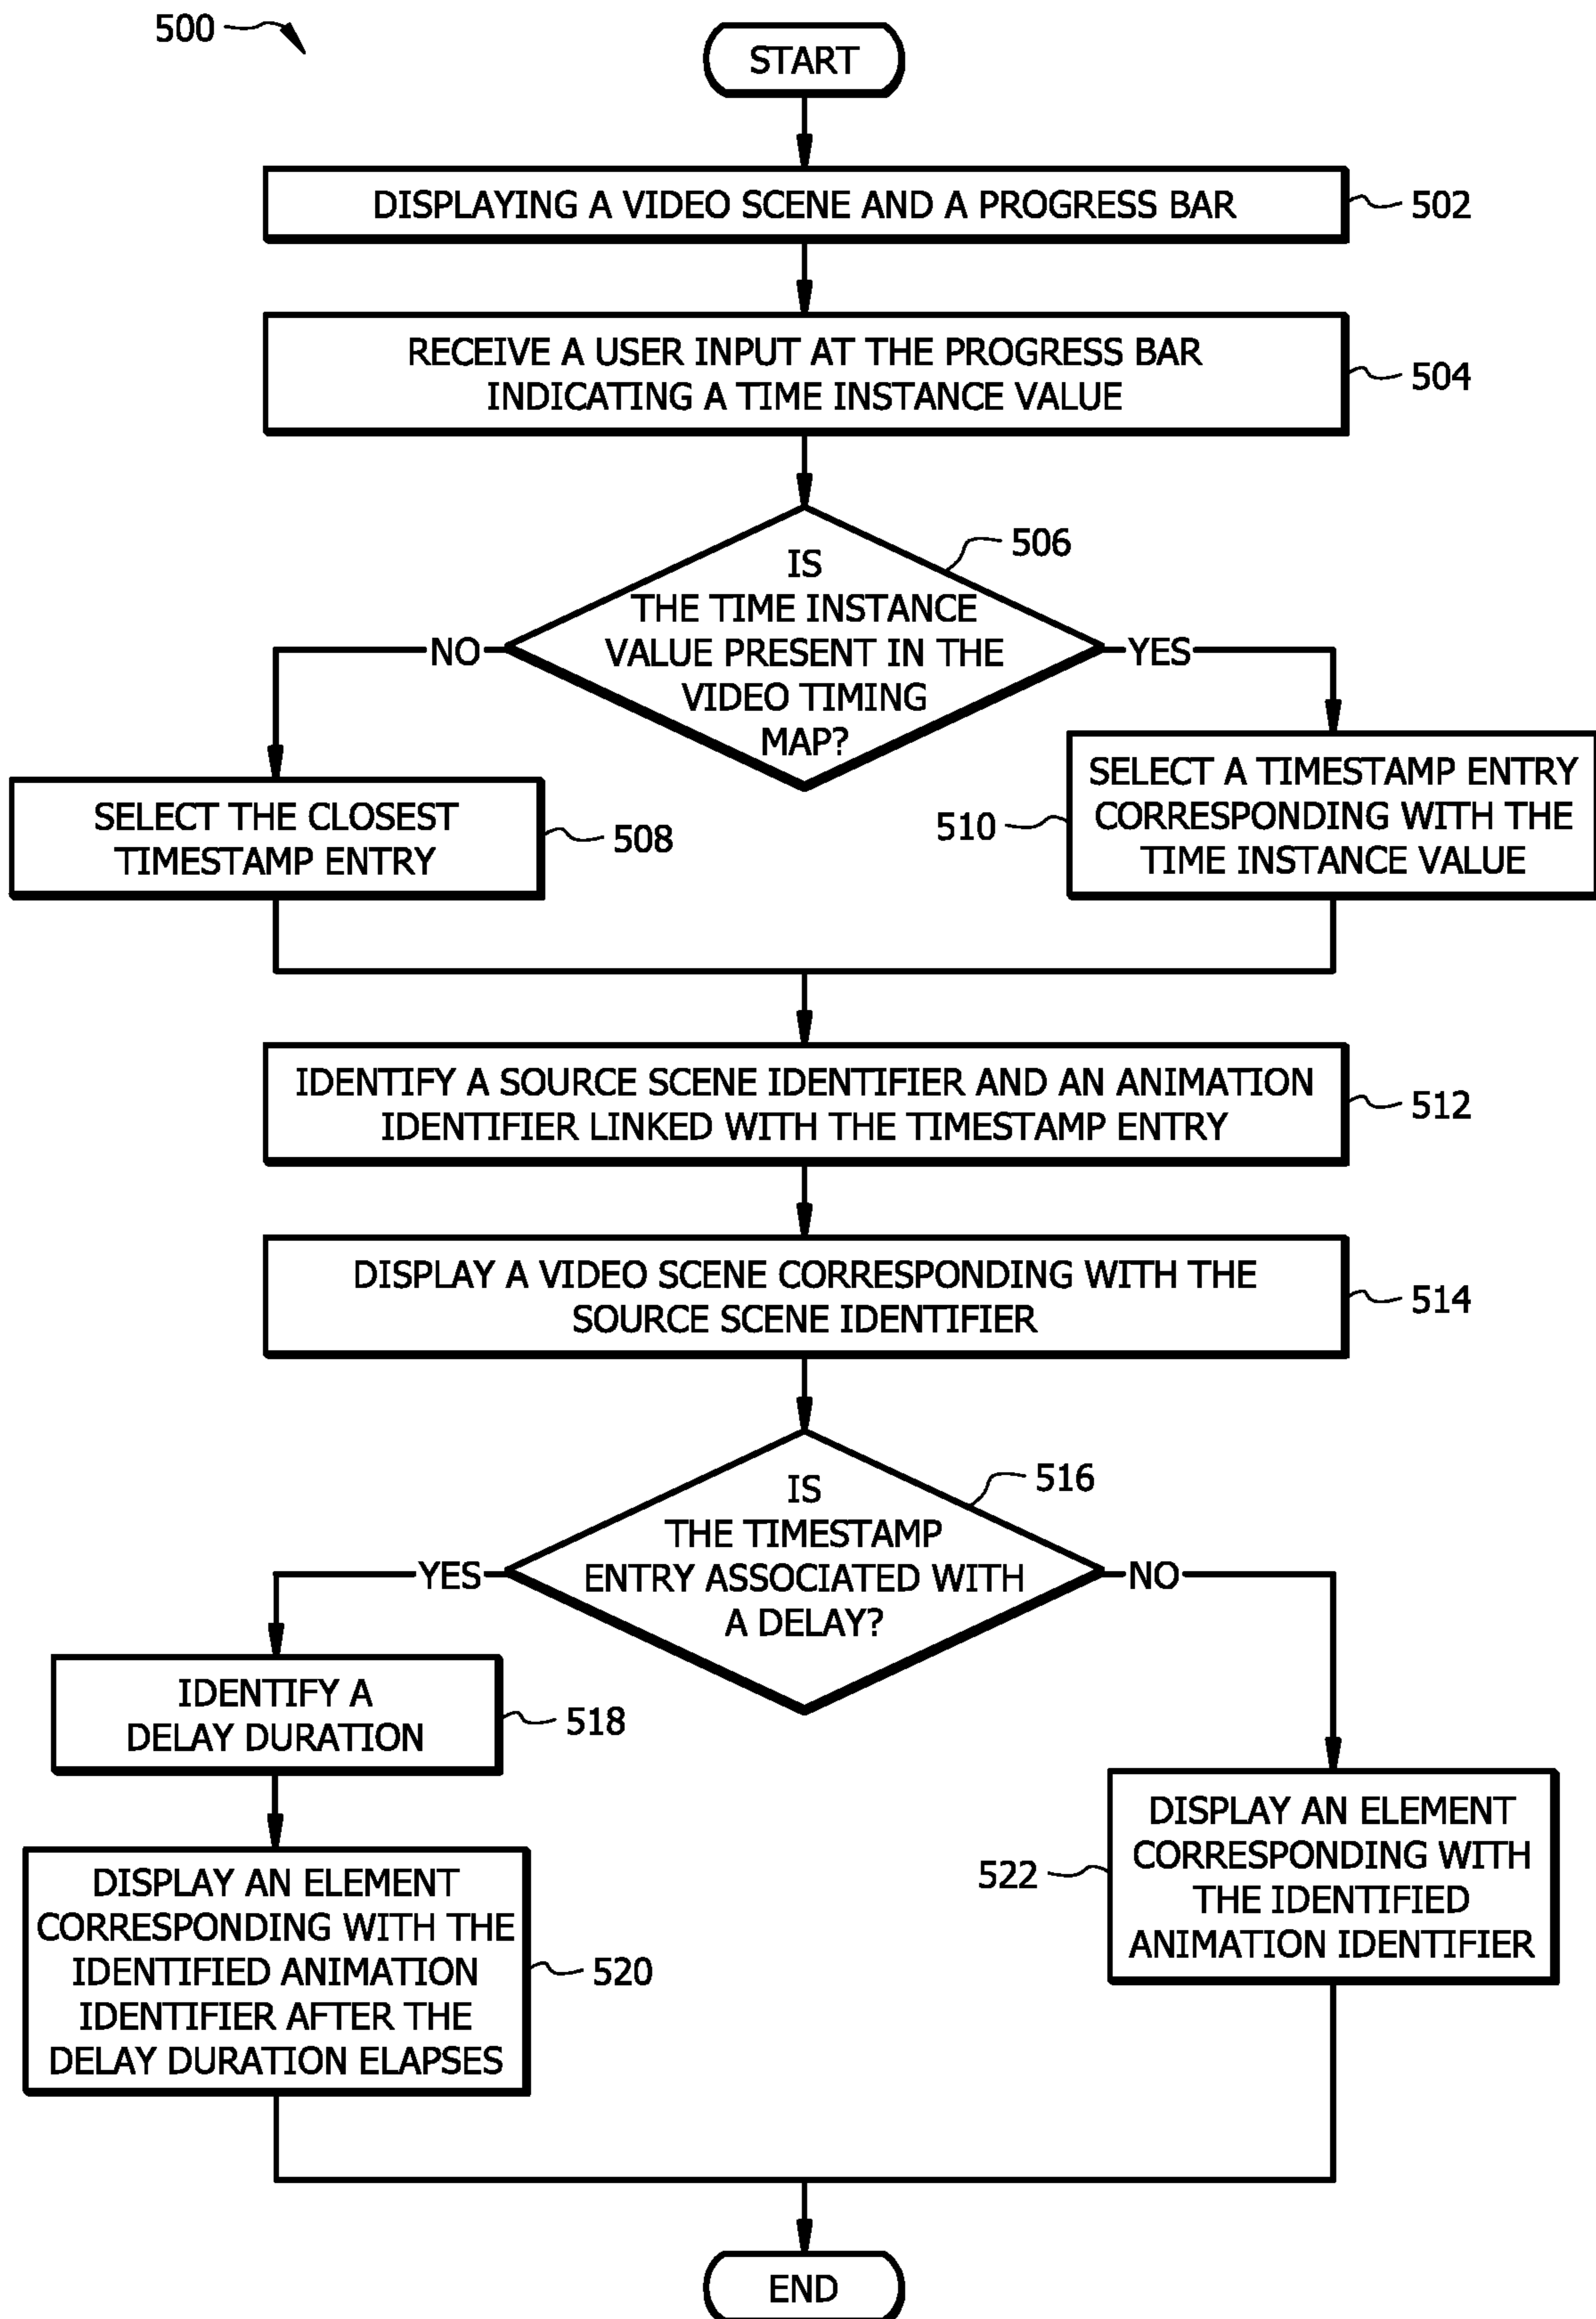 500
START
DISPLAYING A VIDEO SCENE AND A PROGRESS BAR
502
RECEIVE A USER INPUT AT THE PROGRESS BAR
INDICATING A TIME INSTANCE VALUE
504
IS
THE TIME INSTANCE
VALUE PRESENT IN THE
VIDEO TIMING
MAP?
506
NO
YES
SELECT THE CLOSEST
TIMESTAMP ENTRY
508
510
SELECT A TIMESTAMP ENTRY
CORRESPONDING WITH THE
TIME INSTANCE VALUE
IDENTIFY A SOURCE SCENE IDENTIFIER AND AN ANIMATION
IDENTIFIER LINKED WITH THE TIMESTAMP ENTRY
512
DISPLAY A VIDEO SCENE CORRESPONDING WITH THE
SOURCE SCENE IDENTIFIER
514
IS
THE TIMESTAMP
ENTRY ASSOCIATED WITH
A DELAY?
516
YES
NO
IDENTIFY A
DELAY DURATION
518
DISPLAY AN ELEMENT
CORRESPONDING WITH THE
IDENTIFIED ANIMATION
IDENTIFIER AFTER THE
DELAY DURATION ELAPSES
520
522
DISPLAY AN ELEMENT
CORRESPONDING WITH
THE IDENTIFIED
ANIMATION IDENTIFIER
END